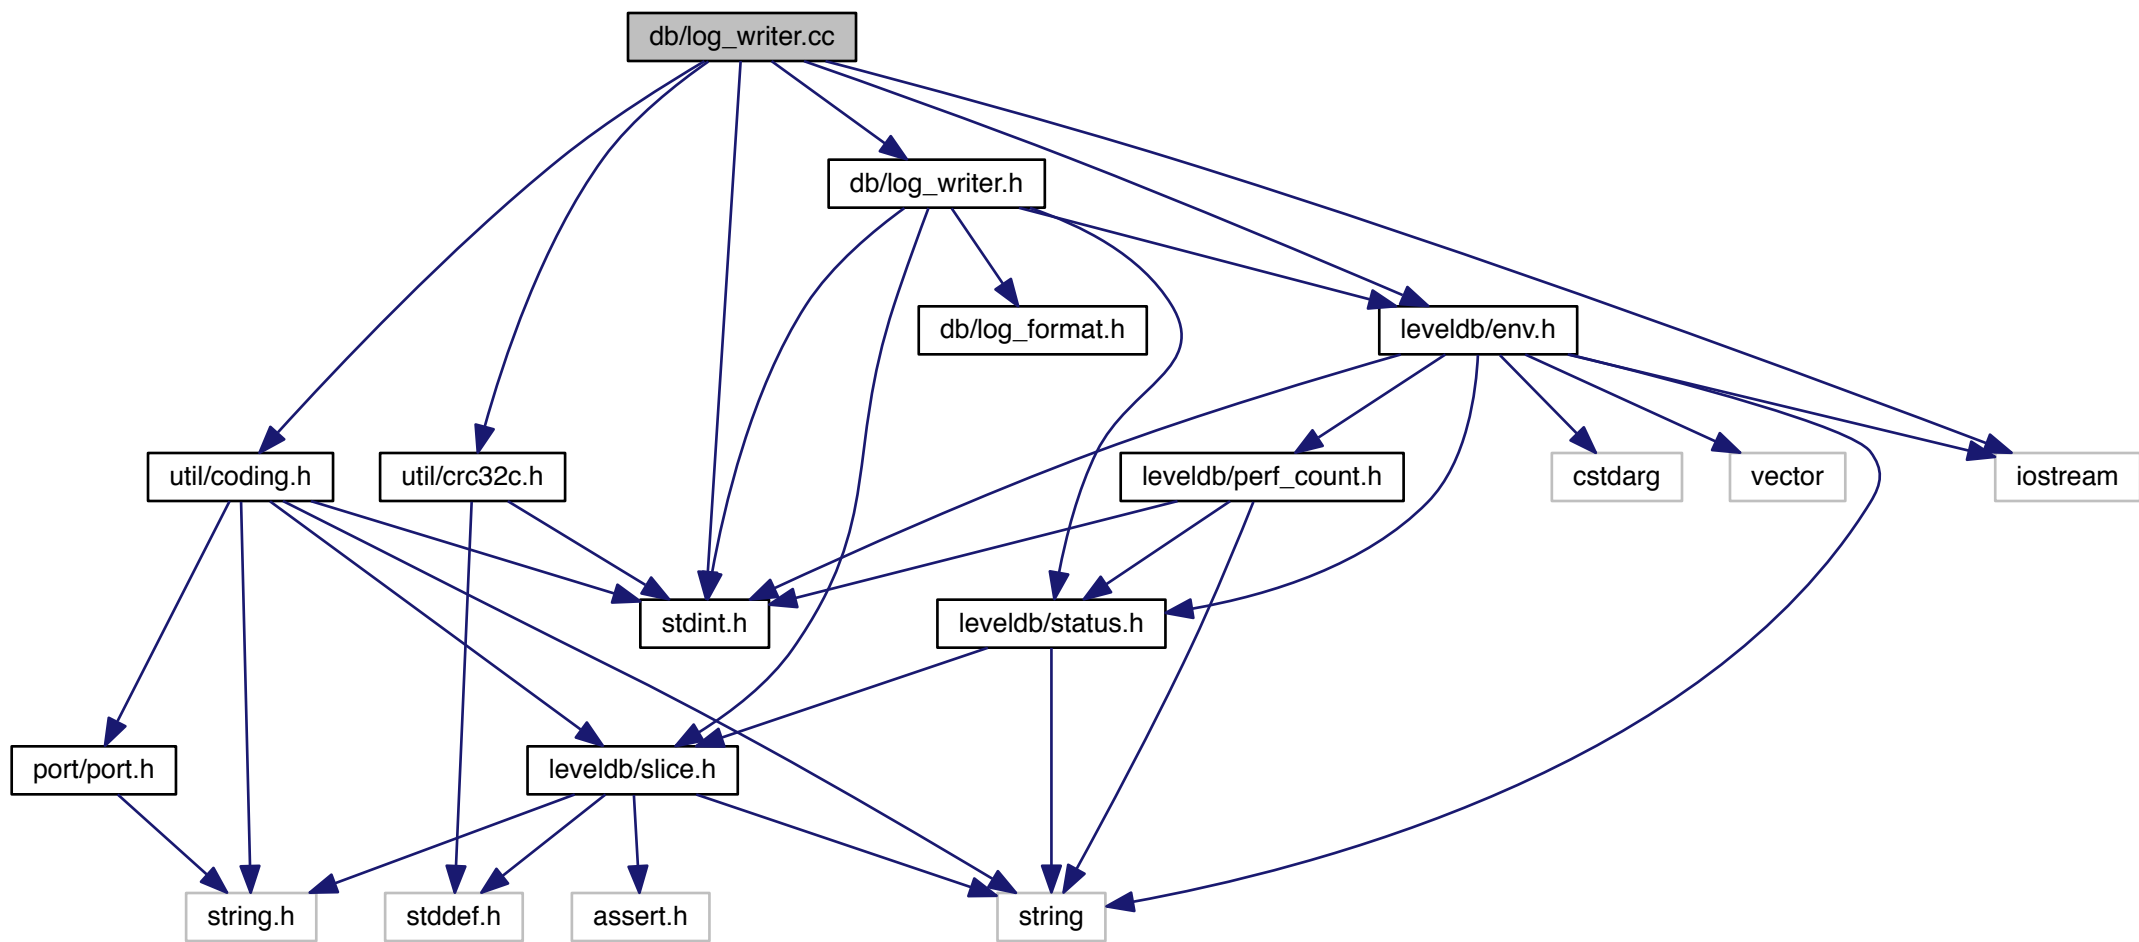 db/log_writer.cc
db/log_writer.h
db/log_format.h
leveldb/env.h
util/coding.h
util/crc32c.h
leveldb/perf_count.h
cstdarg
vector
iostream
stdint.h
leveldb/status.h
port/port.h
leveldb/slice.h
string.h
stddef.h
assert.h
string